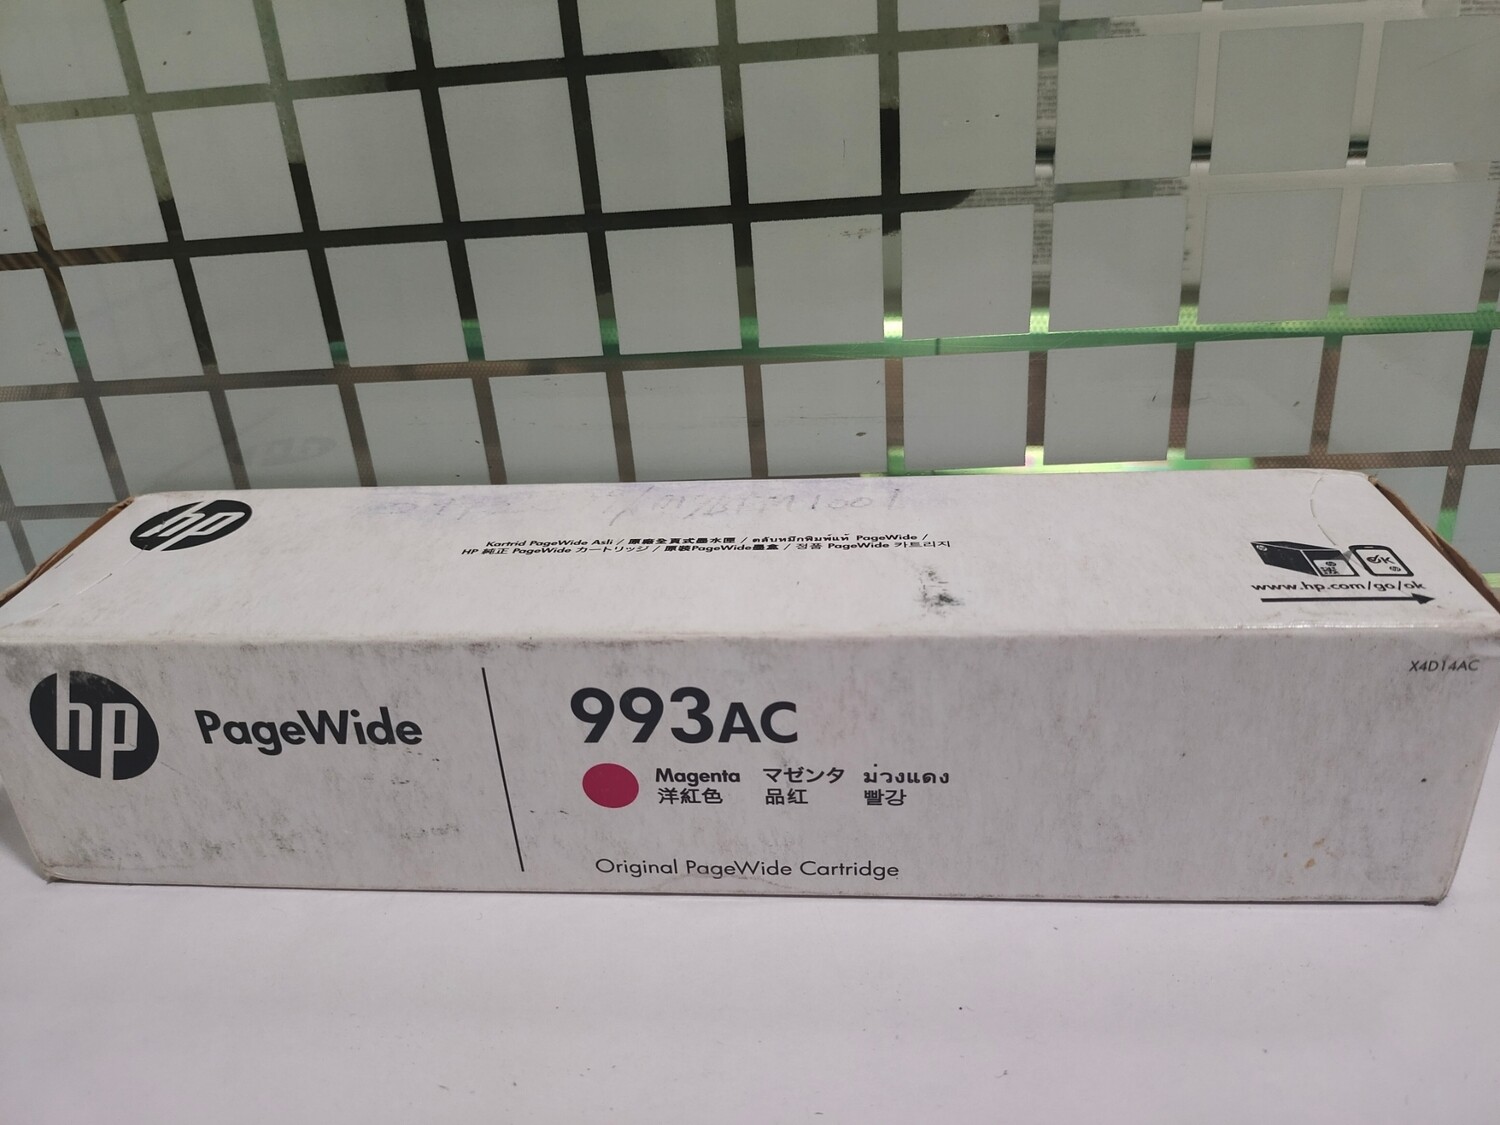 hp
Kartrid PageWide Asli / 原廠全頁式墨水匣 / ตลับหมึกพิมพ์แท้ PageWide /
HP 純正 PageWide カートリッジ / 原装PageWide墨盒 / 정품 PageWide 카트리지
OK
www.hp.com/go/ok
X4D14AC
hp
PageWide
993AC
Magenta マゼンタ ม่วงแดง
洋紅色 品红 빨강
Original PageWide Cartridge